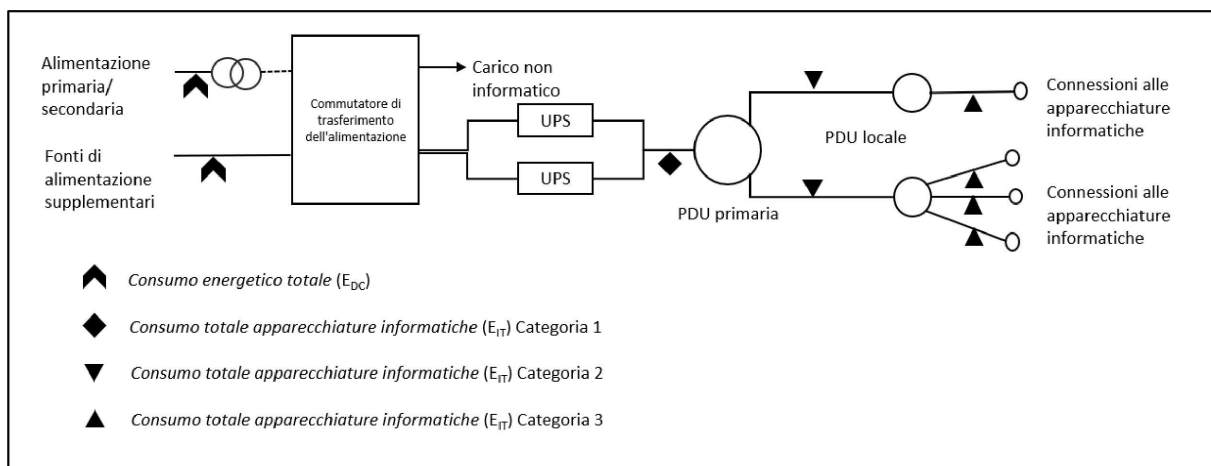 Alimentazione
primaria/
secondaria
Commutatore di
trasferimento
dell'alimentazione
Carico non
informatico
UPS
UPS
Fonti di
alimentazione
supplementari
PDU primaria
PDU locale
Connessioni alle
apparecchiature
informatiche
Connessioni alle
apparecchiature
informatiche
Consumo energetico totale (EDC)
Consumo totale apparecchiature informatiche (EIT) Categoria 1
Consumo totale apparecchiature informatiche (EIT) Categoria 2
Consumo totale apparecchiature informatiche (EIT) Categoria 3